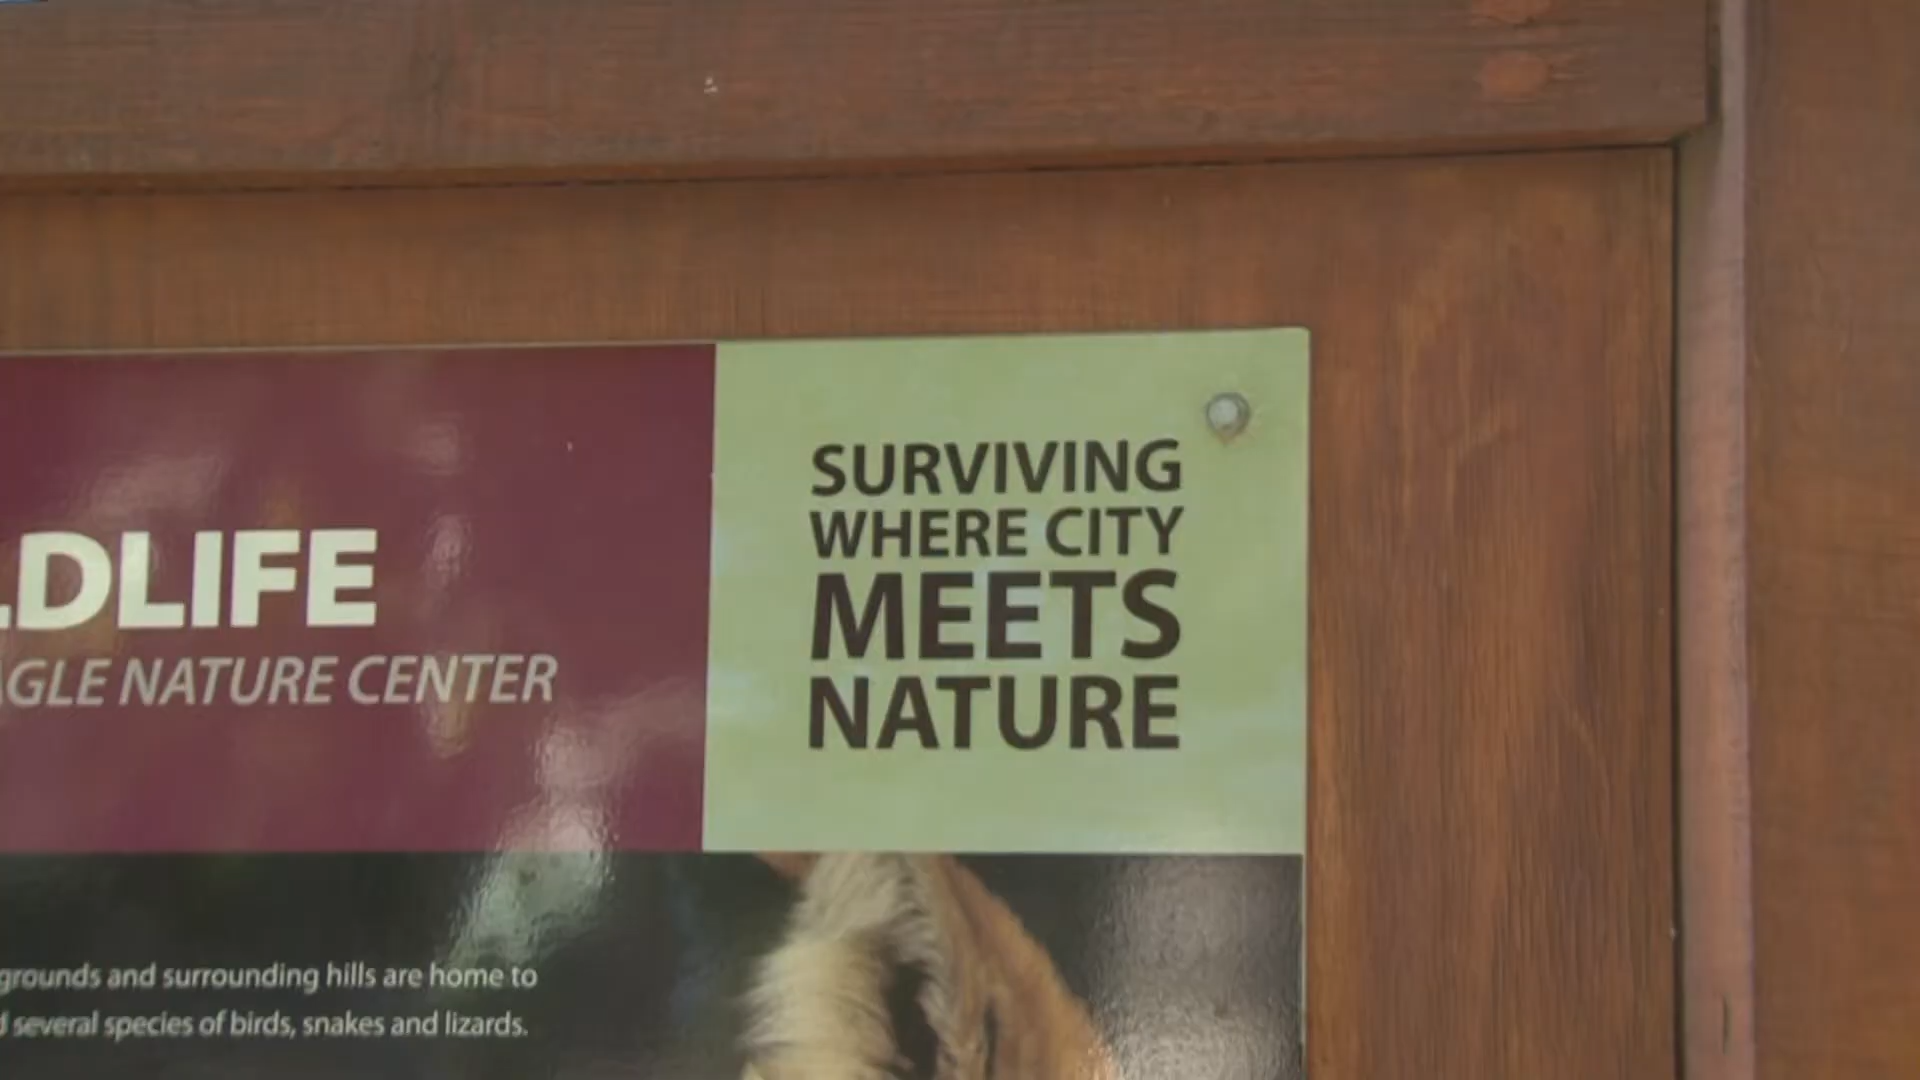 LDLIFE
AGLE NATURE CENTER
SURVIVING
WHERE CITY
MEETS
NATURE
grounds and surrounding hills are home to
several species of birds, snakes and lizards.